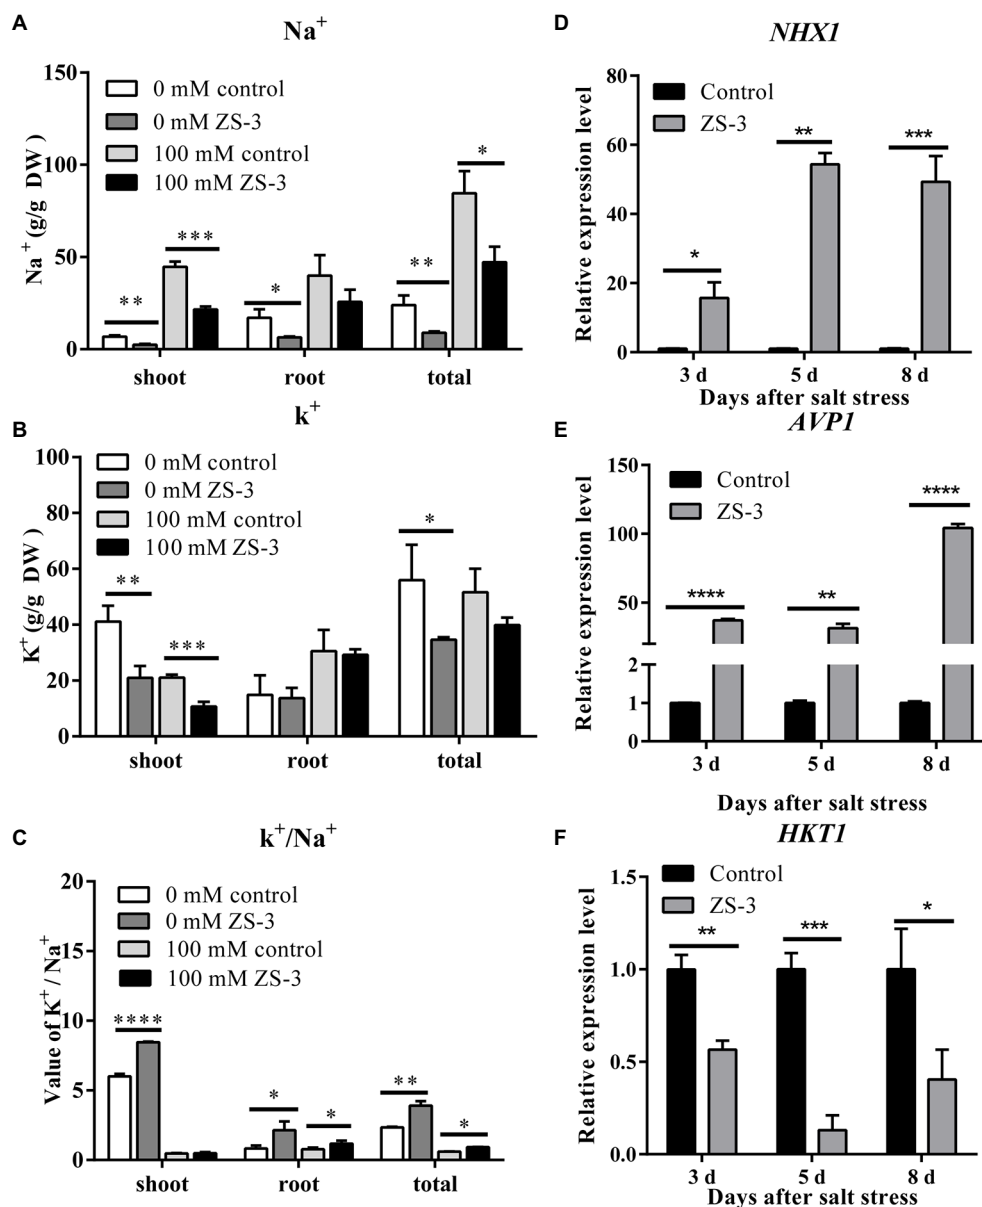 A
Na+
150
100
50
0
Na + (g/g DW )
0 mM control
0 mM ZS-3
100 mM control
100 mM ZS-3
**
***
*
**
*
shoot
root
total
B
k+
100
80
60
40
20
0
K+ (g/g DW )
0 mM control
0 mM ZS-3
100 mM control
100 mM ZS-3
**
***
*
shoot
root
total
C
k+/Na+
20
15
10
5
0
Value of K+ / Na+
0 mM control
0 mM ZS-3
100 mM control
100 mM ZS-3
****
*
*
**
*
shoot
root
total
D
NHX1
80
60
40
20
0
Relative expression level
Control
ZS-3
*
**
***
3 d
5 d
8 d
Days after salt stress
E
AVP1
150
100
50
2
1
0
Relative expression level
Control
ZS-3
****
**
****
3 d
5 d
8 d
Days after salt stress
F
HKT1
1.5
1.0
0.5
0.0
Relative expression level
Control
ZS-3
**
***
*
3 d
5 d
8 d
Days after salt stress